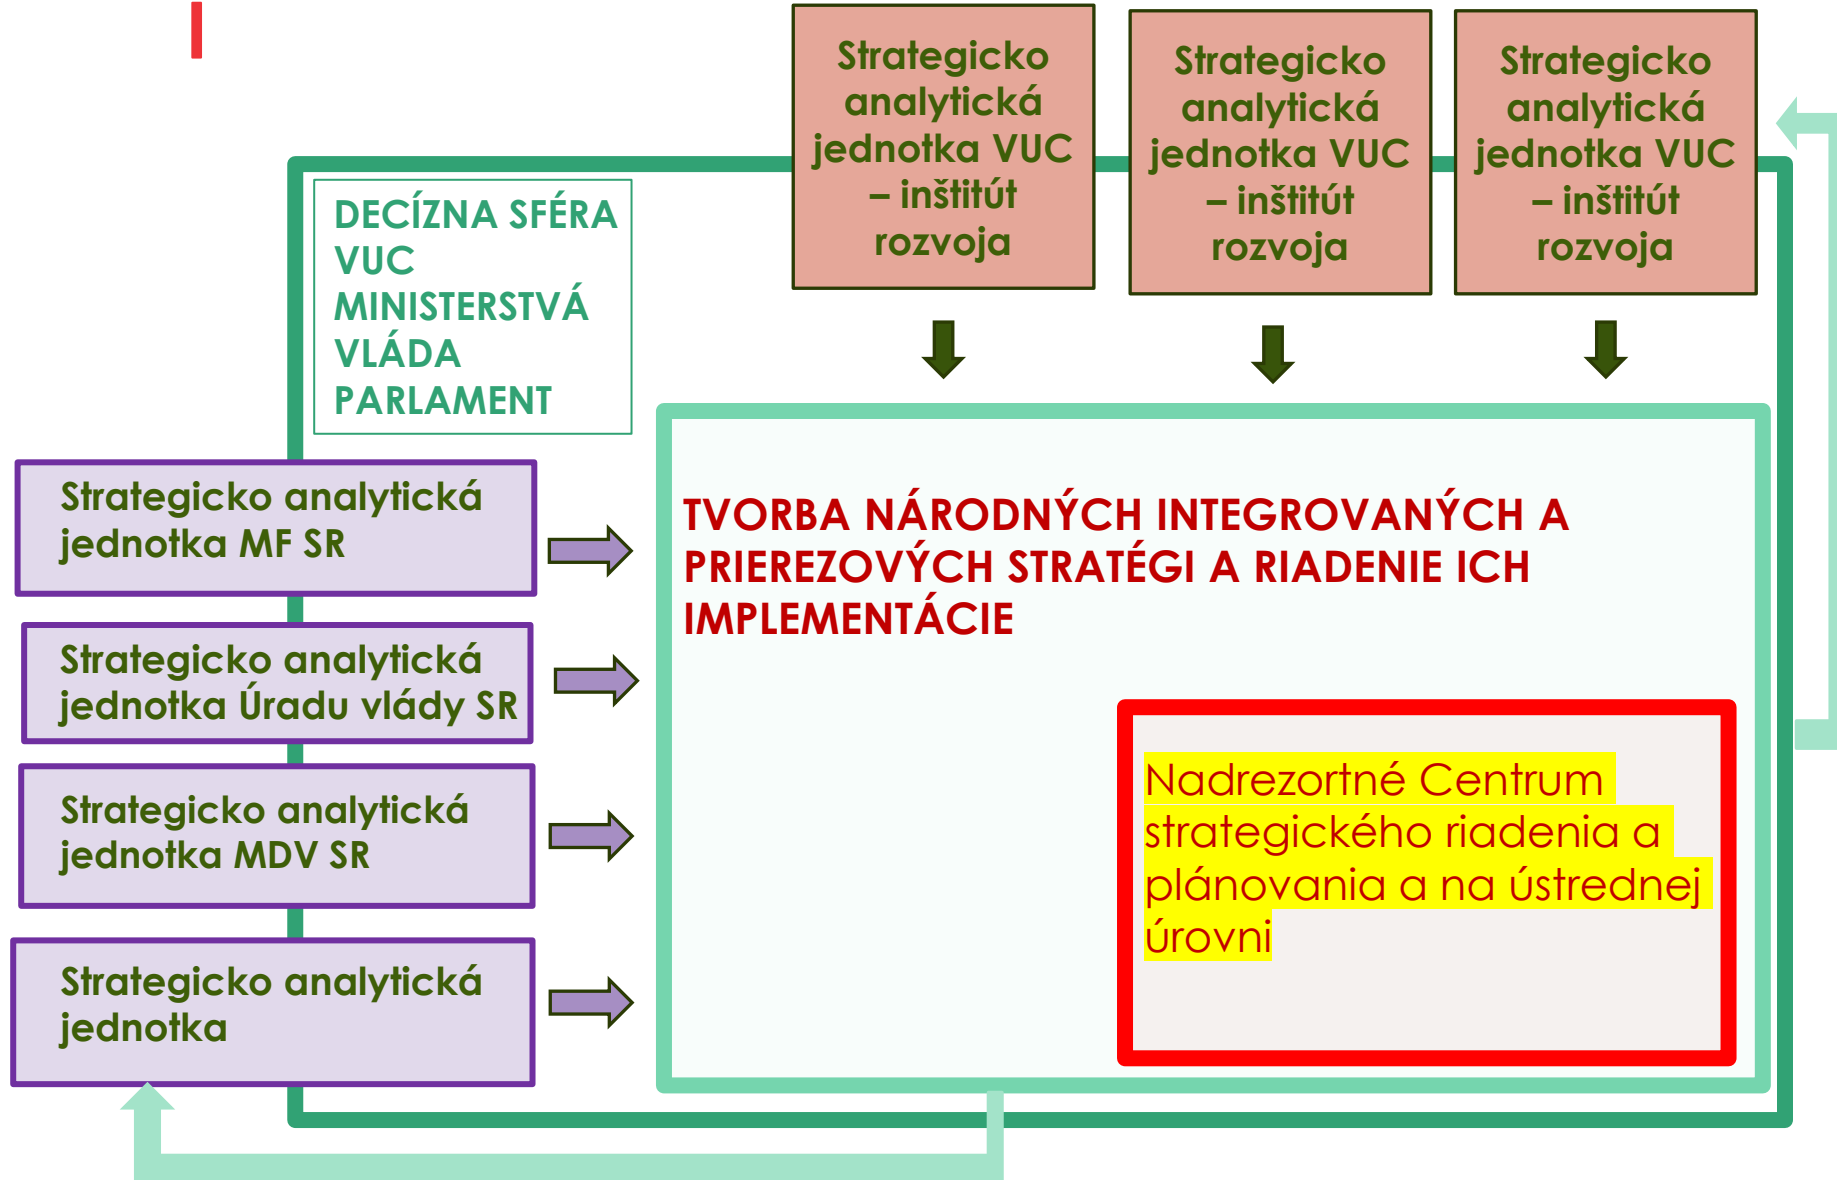 Strategicko
analytická
jednotka VUC
– inštitút
rozvoja
Strategicko
analytická
jednotka VUC
– inštitút
rozvoja
Strategicko
analytická
jednotka VUC
– inštitút
rozvoja
DECÍZNA SFÉRA
VUC
MINISTERSTVÁ
VLÁDA
PARLAMENT
Strategicko analytická
jednotka MF SR
Strategicko analytická
jednotka Úradu vlády SR
Strategicko analytická
jednotka MDV SR
Strategicko analytická
jednotka
TVORBA NÁRODNÝCH INTEGROVANÝCH A
PRIEREZOVÝCH STRATÉGI A RIADENIE ICH
IMPLEMENTÁCIE
Nadrezortné Centrum
strategického riadenia a
plánovania a na ústrednej
úrovni